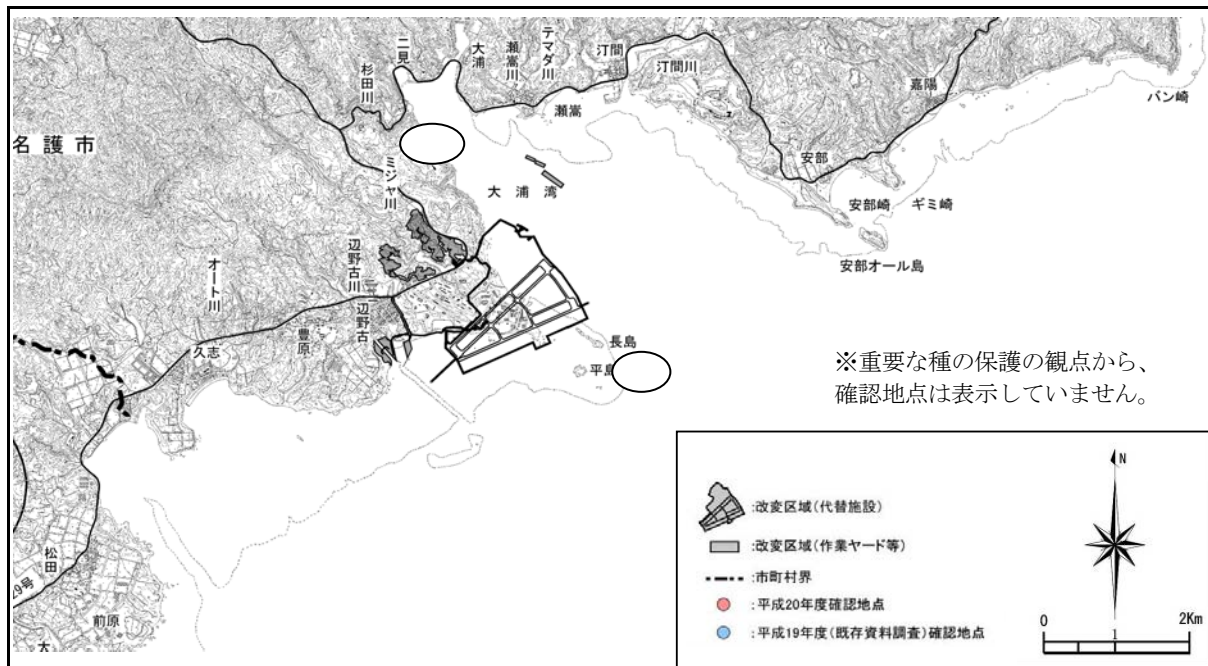 名護市
杉田川
二見
大浦
瀬嵩川
テマダ川
汀間
汀間川
瀬嵩
嘉陽
バン崎
安部
安部崎
ギミ崎
安部オール島
大浦湾
ミジャ川
辺野古川
辺野古
オート川
久志
豊原
長島
平島
松田
前原
29号
大
※重要な種の保護の観点から、
確認地点は表示していません。
:改変区域(代替施設)
:改変区域(作業ヤード等)
:市町村界
:平成20年度確認地点
:平成19年度(既存資料調査)確認地点
N
0 1 2Km